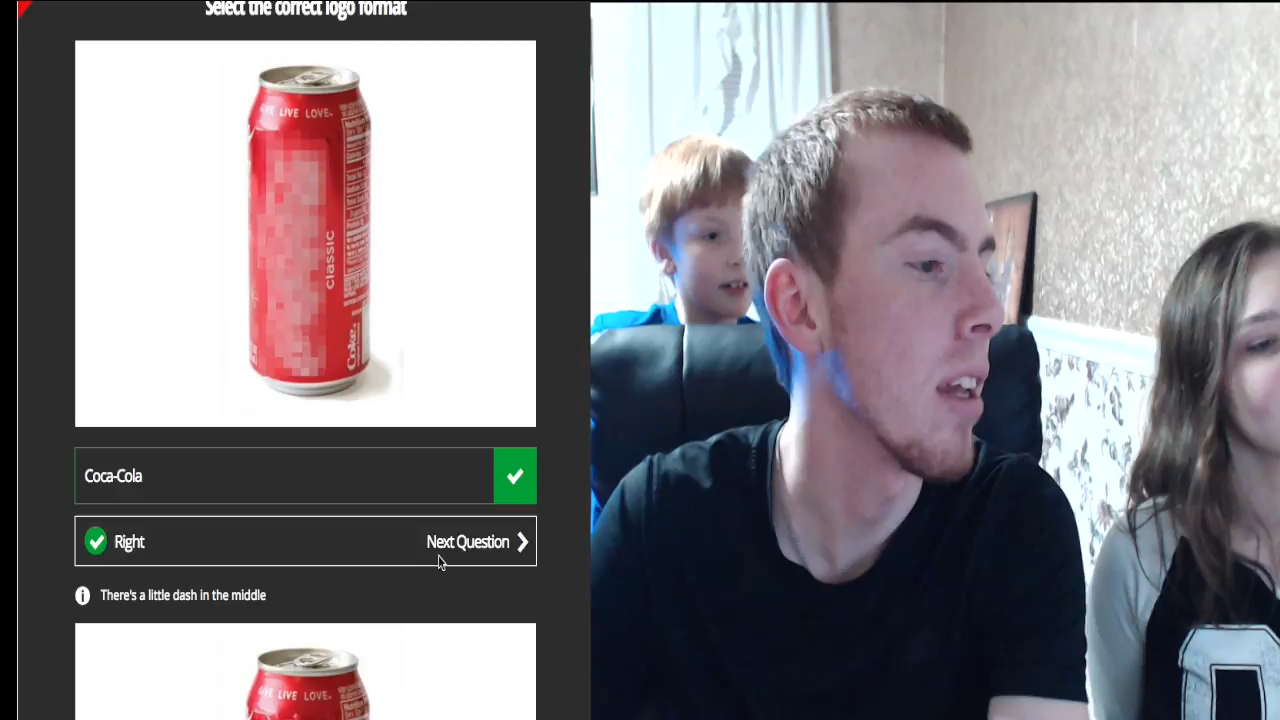 Select the correct logo format
LIVE LOVE
classic
Coke
Coca-Cola
Right
Next Question
There's a little dash in the middle
LIVE LOVE